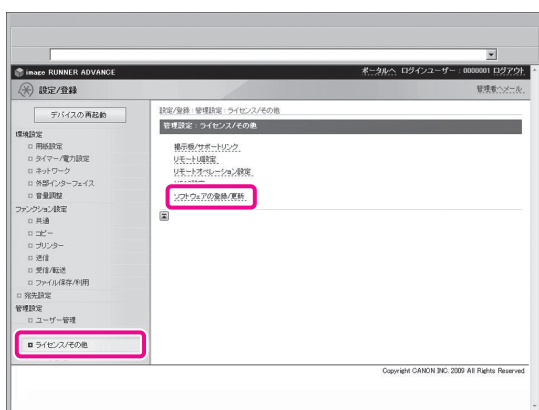 image RUNNER ADVANCE
ポータルへ ログインユーザー : 0000001 ログアウト
設定/登録
管理者へメール
デバイスの再起動
環境設定
用紙設定
タイマー/電力設定
ネットワーク
外部インターフェイス
音量調整
ファンクション設定
共通
コピー
プリンター
送信
受信/転送
ファイル保存/利用
宛先設定
管理設定
ユーザー管理
ライセンス/その他
設定/登録 : 管理設定 : ライセンス/その他
管理設定 : ライセンス/その他
掲示板/サポートリンク
リモートUI設定
リモートオペレーション設定
ソフトウェアの登録/更新
Copyright CANON INC. 2009 All Rights Reserved